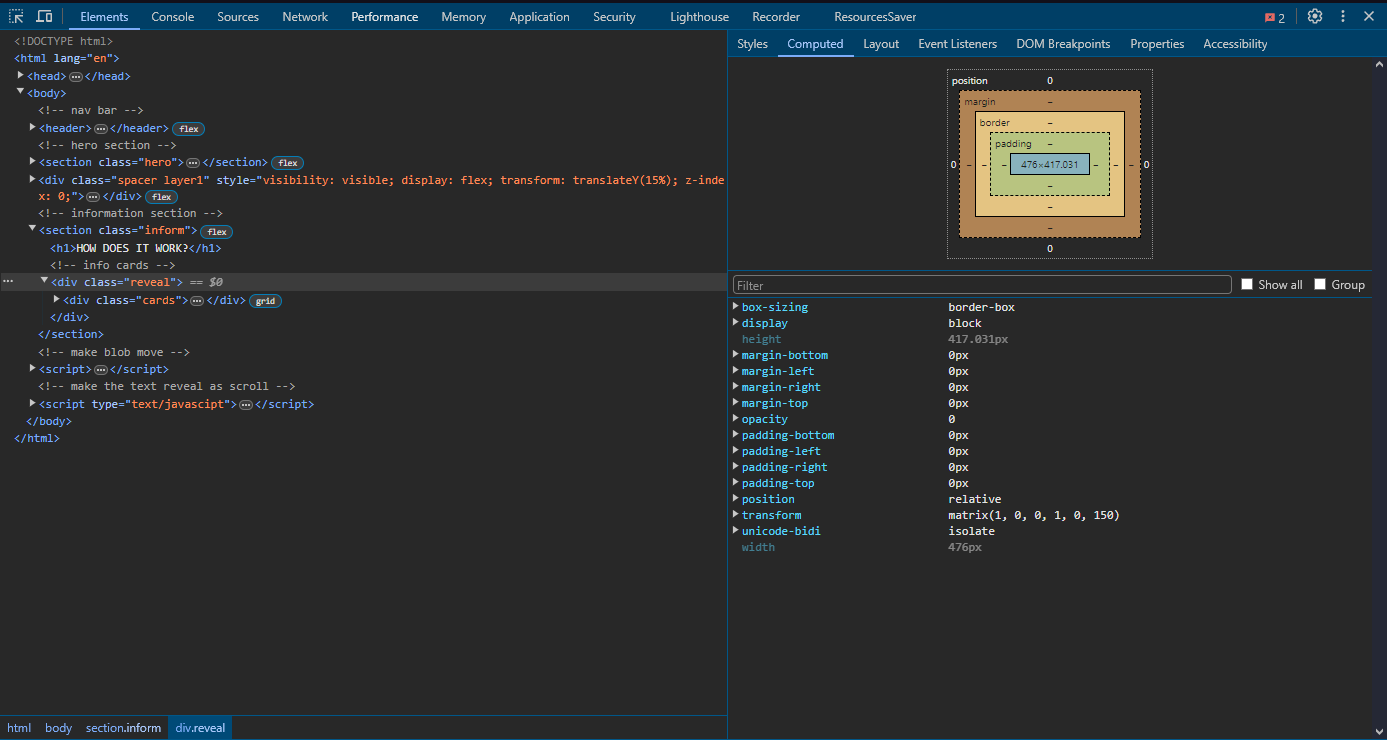 Elements Console Sources Network Performance Memory Application Security Lighthouse Recorder ResourcesSaver 2
<!DOCTYPE html>
<html lang="en">
<head>…</head>
<body>
<!-- nav bar -->
<header>…</header> flex
<!-- hero section -->
<section class="hero">…</section> flex
<div class="spacer layer1" style="visibility: visible; display: flex; transform: translateY(15%); z-inde
x: 0;">…</div> flex
<!-- information section -->
<section class="inform"> flex
<h1>HOW DOES IT WORK?</h1>
<!-- info cards -->
<div class="reveal"> == $0
<div class="cards">…</div> grid
</div>
</section>
<!-- make blob move -->
<script>…</script>
<!-- make the text reveal as scroll -->
<script type="text/javascipt">…</script>
</body>
</html>
html body section.inform div.reveal
Styles Computed Layout Event Listeners DOM Breakpoints Properties Accessibility
position 0
margin –
border –
padding –
0 – – – 476×417.031 – – – 0
–
–
–
0
Filter Show all Group
box-sizing border-box
display block
height 417.031px
margin-bottom 0px
margin-left 0px
margin-right 0px
margin-top 0px
opacity 0
padding-bottom 0px
padding-left 0px
padding-right 0px
padding-top 0px
position relative
transform matrix(1, 0, 0, 1, 0, 150)
unicode-bidi isolate
width 476px